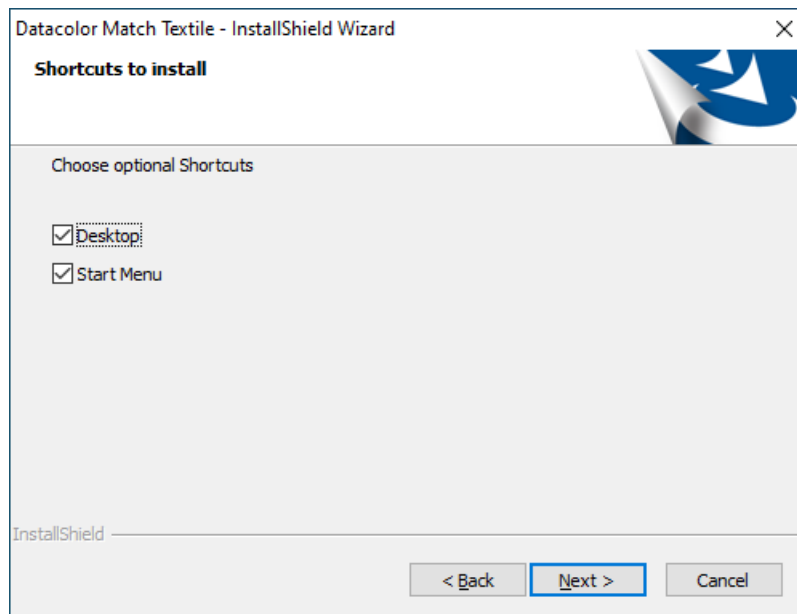 Datacolor Match Textile - InstallShield Wizard
Shortcuts to install
Choose optional Shortcuts
Desktop
Start Menu
InstallShield
< Back Next > Cancel